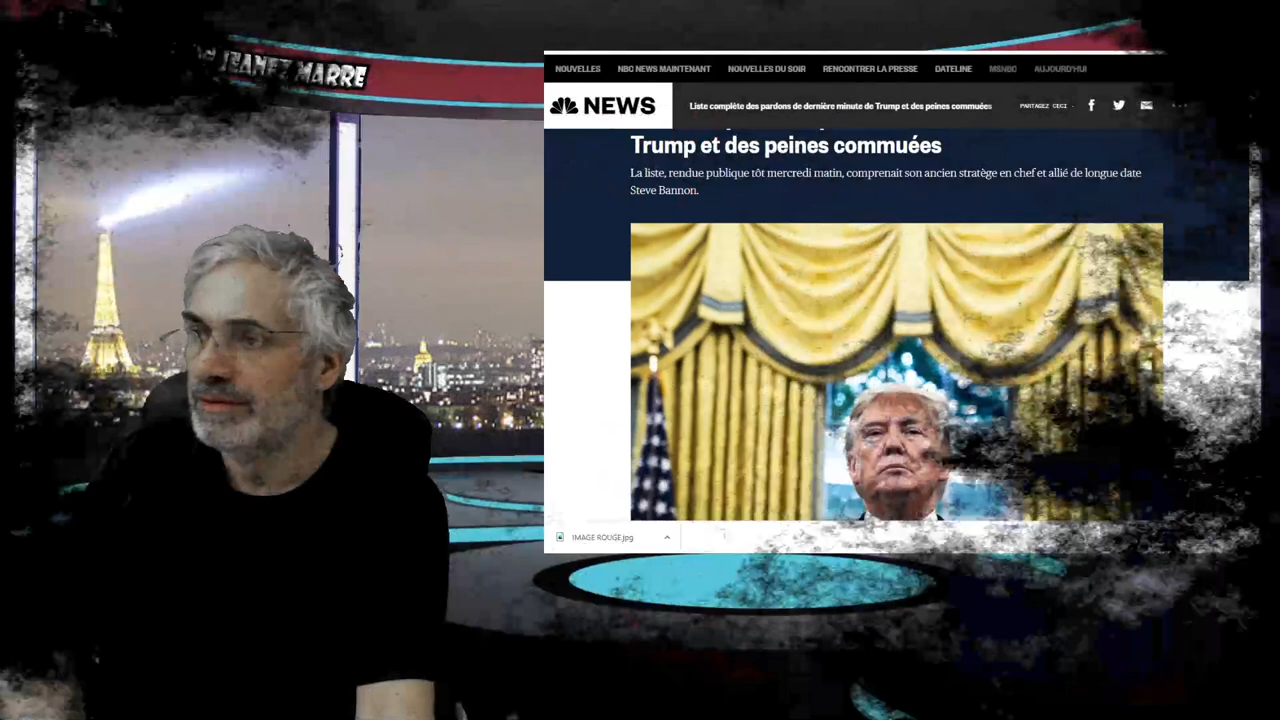 JEANET MARRE
NOUVELLES NBC NEWS MAINTENANT NOUVELLES DU SOIR RENCONTRER LA PRESSE DATELINE MSNBC AUJOURD'HUI
NEWS Liste complète des pardons de dernière minute de Trump et des peines commuées PARTAGEZ CECI -
Trump et des peines commuées
La liste, rendue publique tôt mercredi matin, comprenait son ancien stratège en chef et allié de longue date
Steve Bannon.
IMAGE ROUGE.jpg